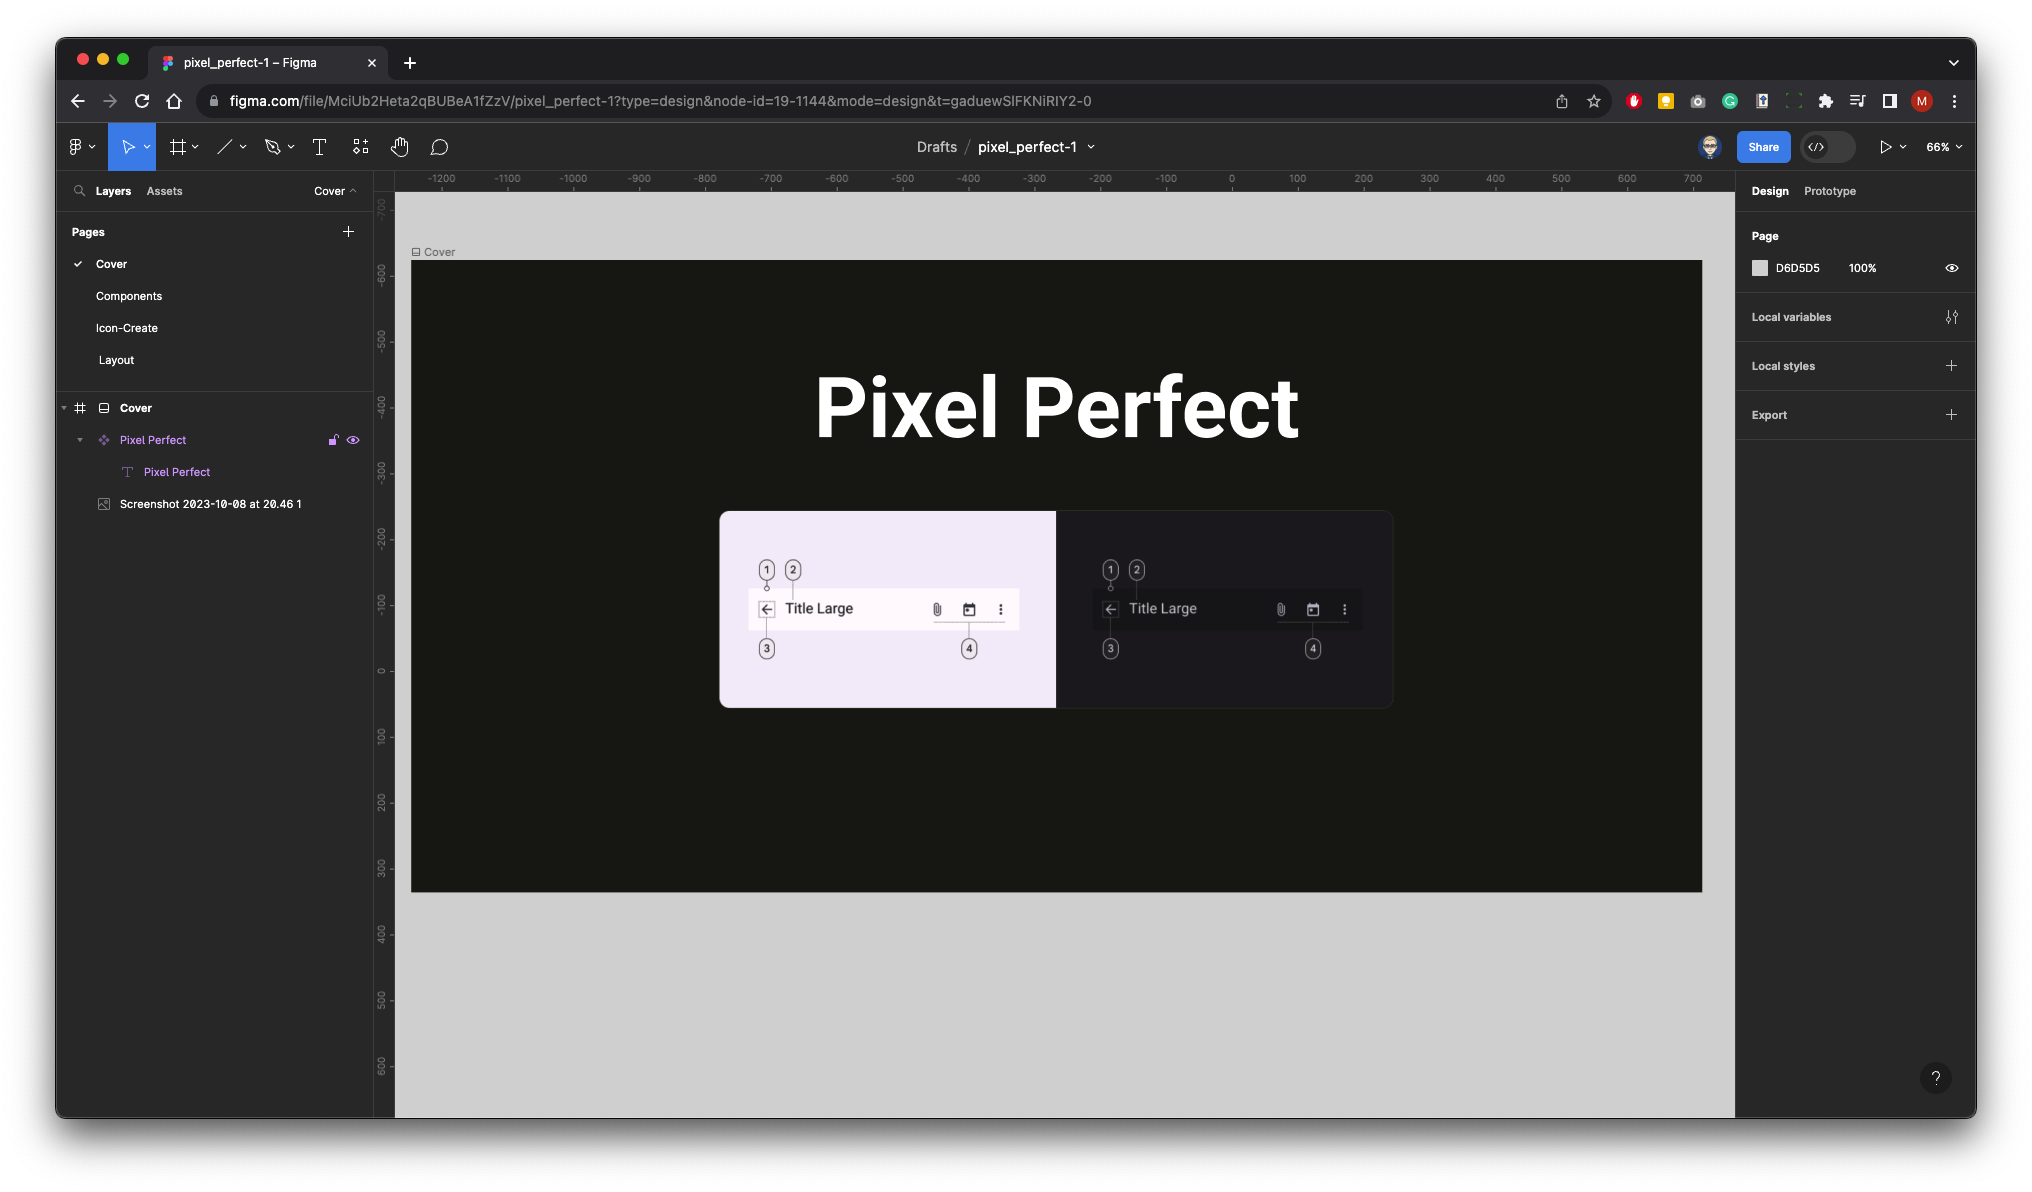 pixel_perfect-1 – Figma
figma.com/file/MciUb2Heta2qBUBeA1fZzV/pixel_perfect-1?type=design&node-id=19-1144&mode=design&t=gaduewSlFKNiRIY2-0
M
Drafts / pixel_perfect-1
Share
66%
Layers Assets Cover
Pages
Cover
Components
Icon-Create
Layout
Cover
Pixel Perfect
Pixel Perfect
Screenshot 2023-10-08 at 20.46 1
-1200 -1100 -1000 -900 -800 -700 -600 -500 -400 -300 -200 -100 0 100 200 300 400 500 600 700
-700
-600
-500
-400
-300
-200
-100
0
100
200
300
400
500
600
Cover
Pixel Perfect
1 2
Title Large
3 4
1 2
Title Large
3 4
Design Prototype
Page
D6D5D5 100%
Local variables
Local styles
Export
?